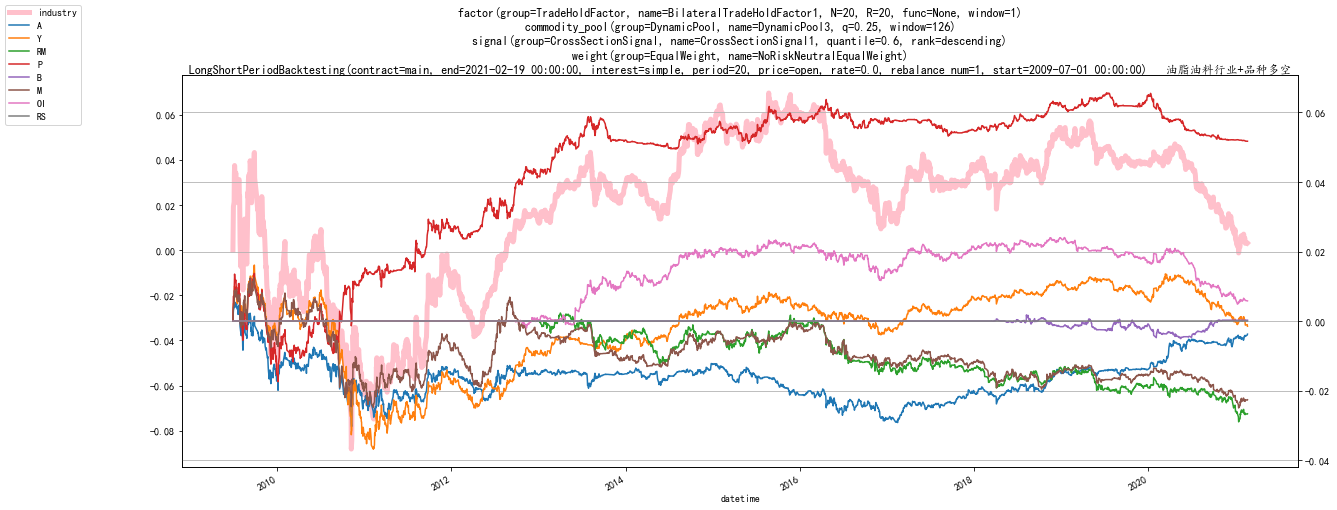 factor(group=TradeHoldFactor, name=BilateralTradeHoldFactor1, N=20, R=20, func=None, window=1)
commodity_pool(group=DynamicPool, name=DynamicPool3, q=0.25, window=126)
signal(group=CrossSectionSignal, name=CrossSectionSignal1, quantile=0.6, rank=descending)
weight(group=EqualWeight, name=NoRiskNeutralEqualWeight)
LongShortPeriodBacktesting(contract=main, end=2021-02-19 00:00:00, interest=simple, period=20, price=open, rate=0.0, rebalance_num=1, start=2009-07-01 00:00:00) 油脂油料行业+品种多空
industry
A
Y
RM
P
B
M
OI
RS
0.06
0.04
0.02
0.00
-0.02
-0.04
-0.06
-0.08
0.06
0.04
0.02
0.00
-0.02
-0.04
2010
2012
2014
2016
2018
2020
datetime